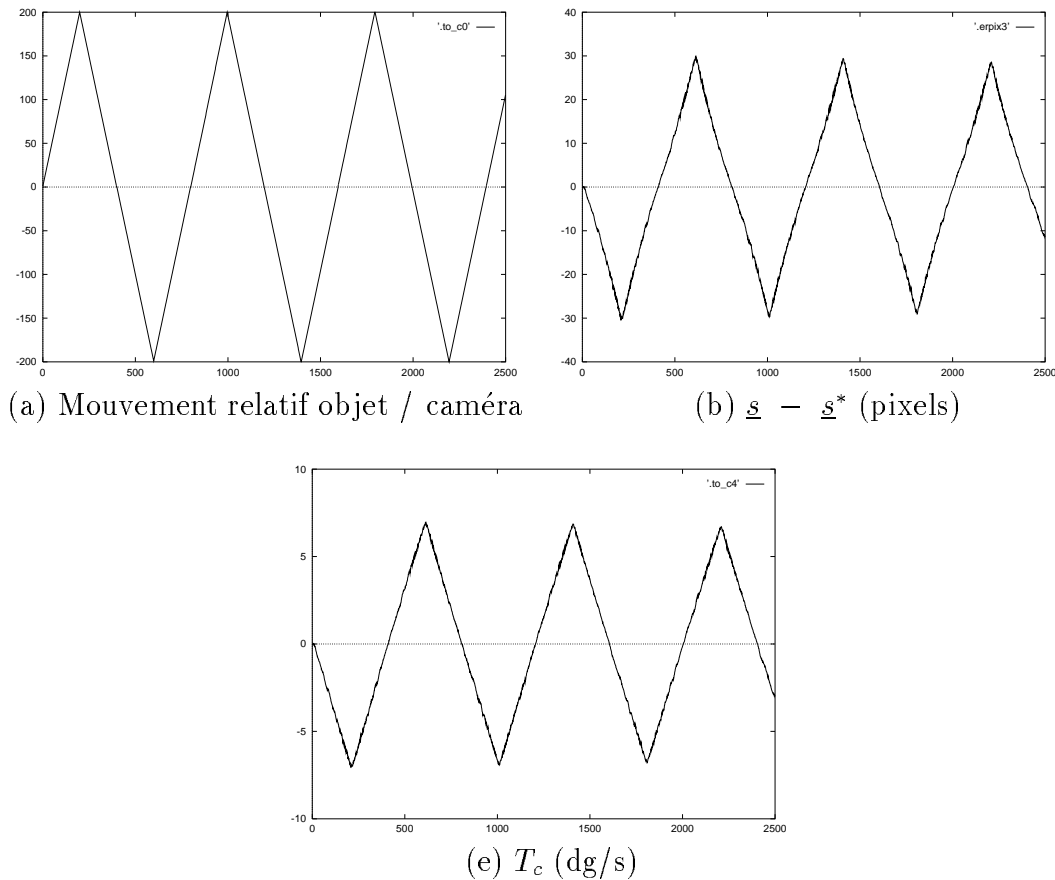 200
150
100
50
0
-50
-100
-150
-200
0 500 1000 1500 2000 2500
'.to_c0'
40
30
20
10
0
-10
-20
-30
-40
0 500 1000 1500 2000 2500
'.erpix3'
(a) Mouvement relatif objet / caméra
(b) s − s* (pixels)
10
5
0
-5
-10
0 500 1000 1500 2000 2500
'.to_c4'
(e) Tc (dg/s)